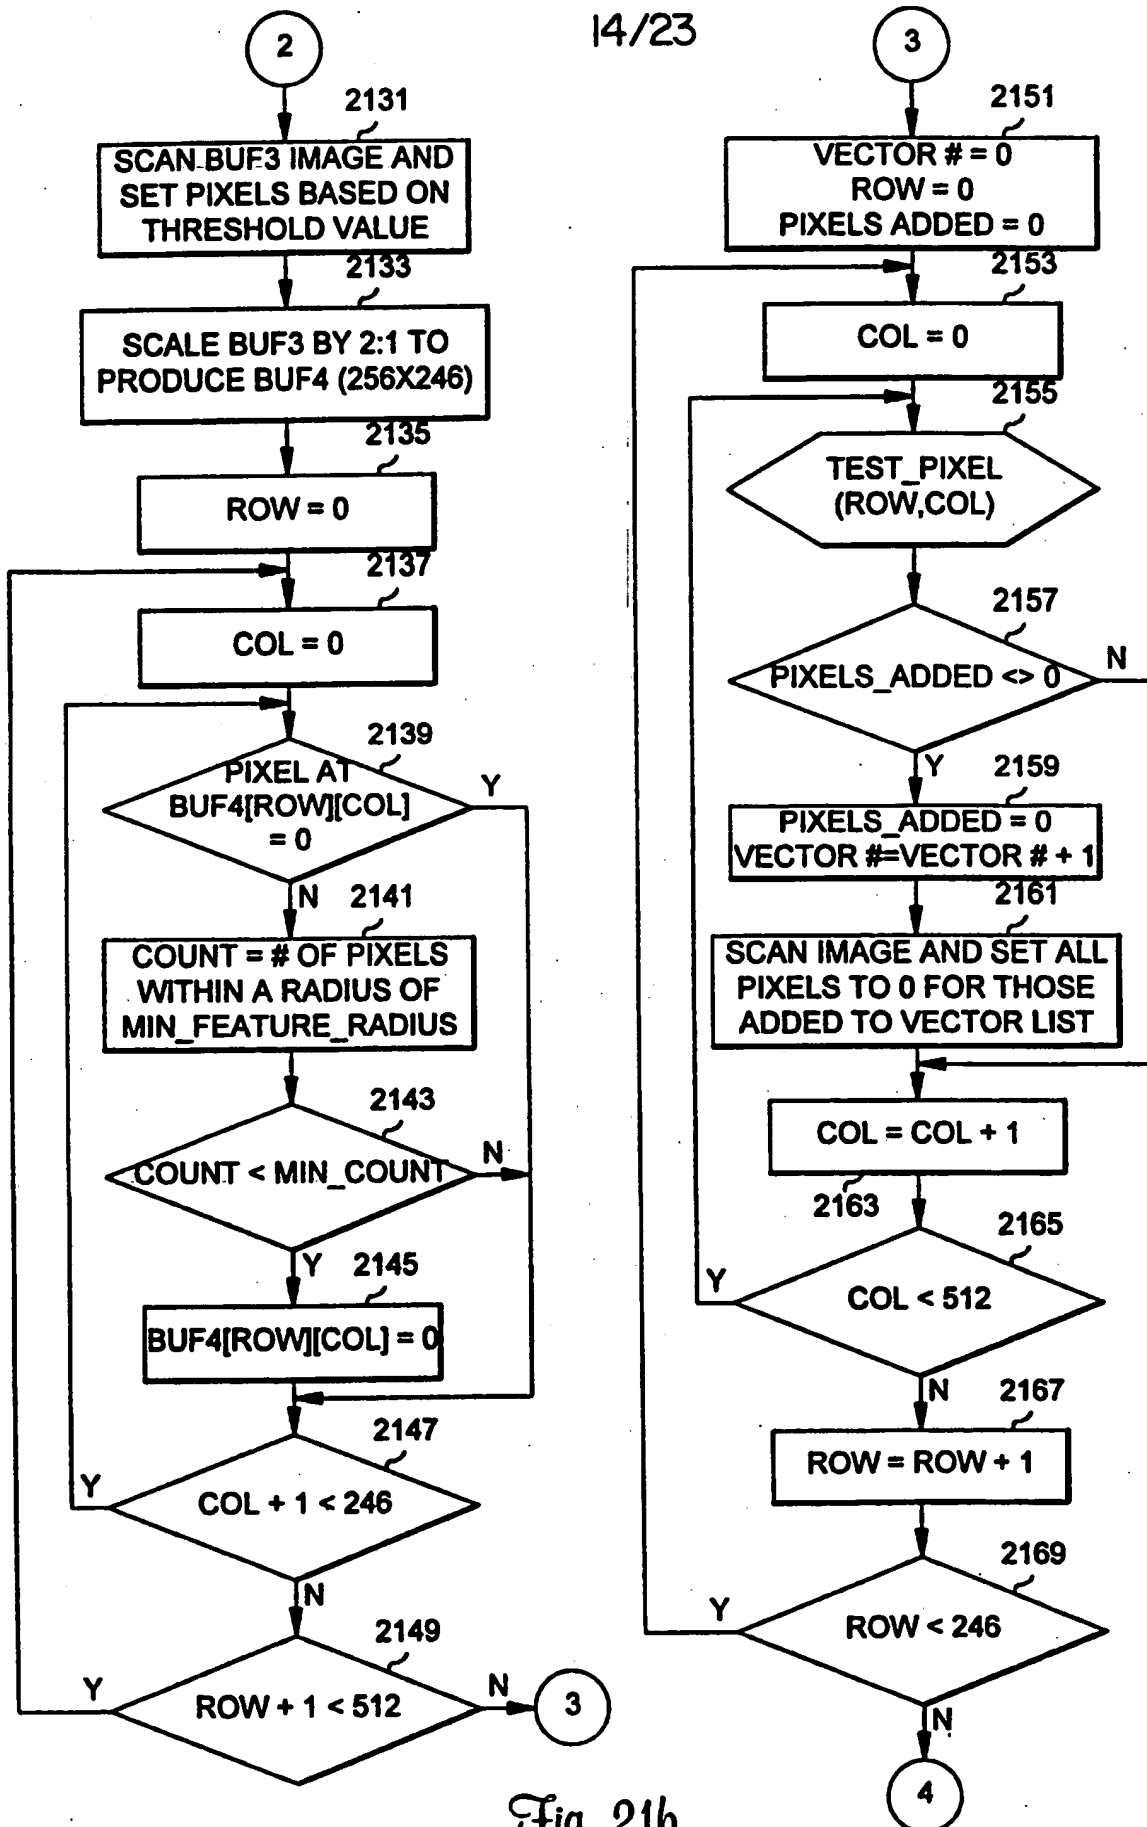 14/23
2
2131
SCAN BUF3 IMAGE AND
SET PIXELS BASED ON
THRESHOLD VALUE
2133
SCALE BUF3 BY 2:1 TO
PRODUCE BUF4 (256X246)
2135
ROW = 0
2137
COL = 0
2139
PIXEL AT
BUF4[ROW][COL]
= 0
Y
N
2141
COUNT = # OF PIXELS
WITHIN A RADIUS OF
MIN_FEATURE_RADIUS
2143
COUNT < MIN_COUNT
N
Y
2145
BUF4[ROW][COL] = 0
2147
COL + 1 < 246
Y
N
2149
ROW + 1 < 512
Y
N
3
3
2151
VECTOR # = 0
ROW = 0
PIXELS ADDED = 0
2153
COL = 0
2155
TEST_PIXEL
(ROW,COL)
2157
PIXELS_ADDED <> 0
N
Y
2159
PIXELS_ADDED = 0
VECTOR #=VECTOR # + 1
2161
SCAN IMAGE AND SET ALL
PIXELS TO 0 FOR THOSE
ADDED TO VECTOR LIST
COL = COL + 1
2163
2165
COL < 512
Y
N
2167
ROW = ROW + 1
2169
ROW < 246
Y
N
4
Fig. 21b